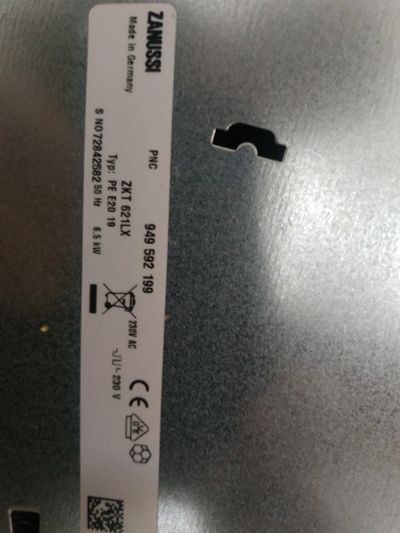 ZANUSSI
Made in Germany
PNC 949 592 199
ZKT 621LX 230V AC 230 V
Typ: PE E20 19
S NO72842582 50 Hz 6.5 kW
CE
D E